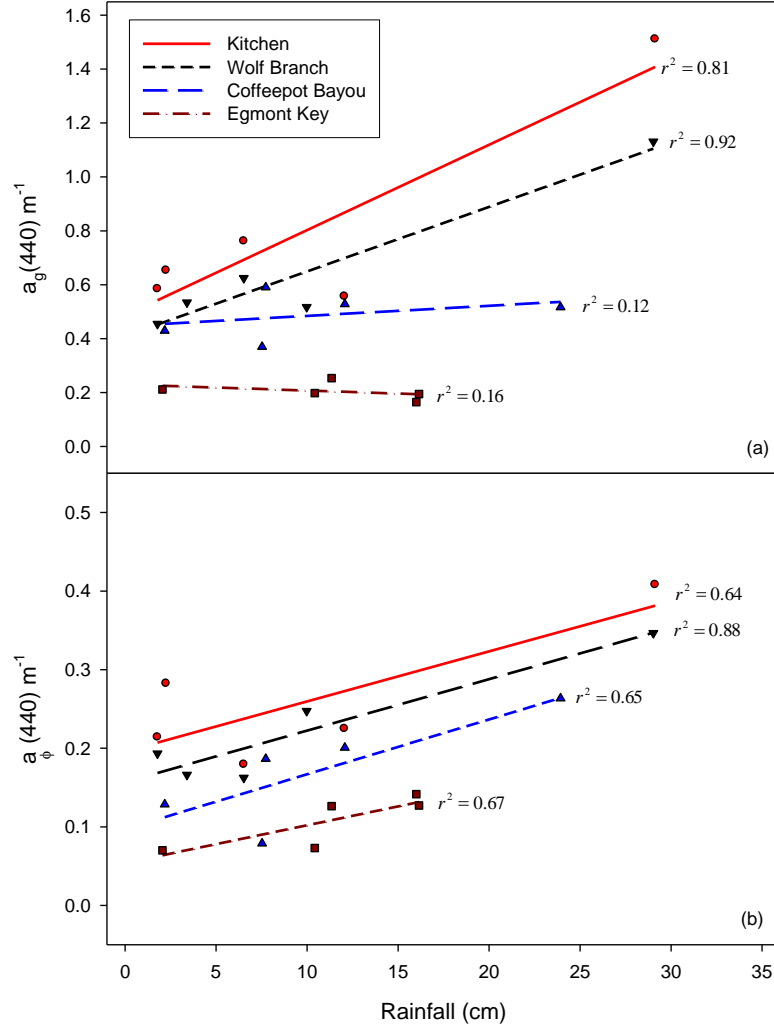 1.6
1.4
1.2
1.0
0.8
0.6
0.4
0.2
0.0
a_g(440) m⁻¹
Kitchen
Wolf Branch
Coffeepot Bayou
Egmont Key
r² = 0.81
r² = 0.92
r² = 0.12
r² = 0.16
(a)
0.5
0.4
0.3
0.2
0.1
0.0
a_ϕ(440) m⁻¹
r² = 0.64
r² = 0.88
r² = 0.65
r² = 0.67
(b)
0 5 10 15 20 25 30 35
Rainfall (cm)